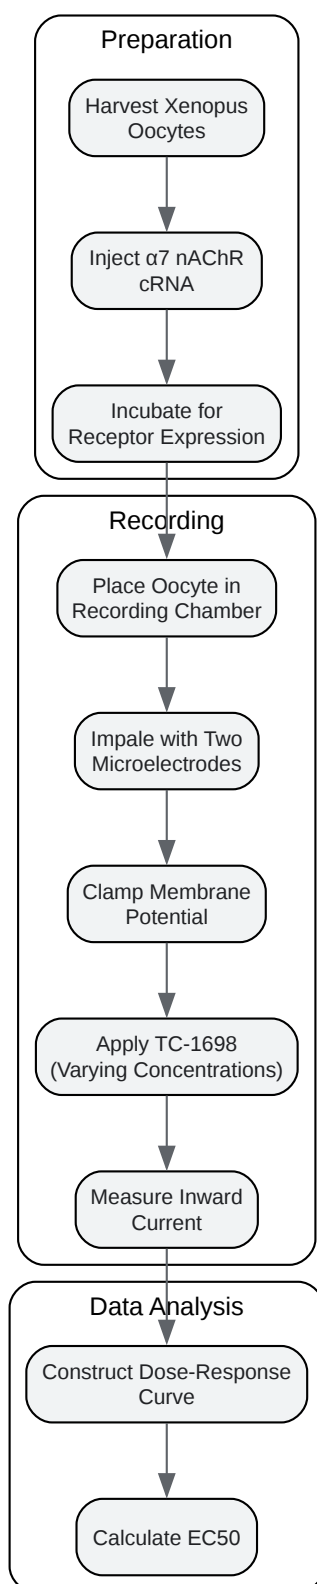 Preparation
Harvest Xenopus
Oocytes
Inject α7 nAChR
cRNA
Incubate for
Receptor Expression
Recording
Place Oocyte in
Recording Chamber
Impale with Two
Microelectrodes
Clamp Membrane
Potential
Apply TC-1698
(Varying Concentrations)
Measure Inward
Current
Data Analysis
Construct Dose-Response
Curve
Calculate EC50